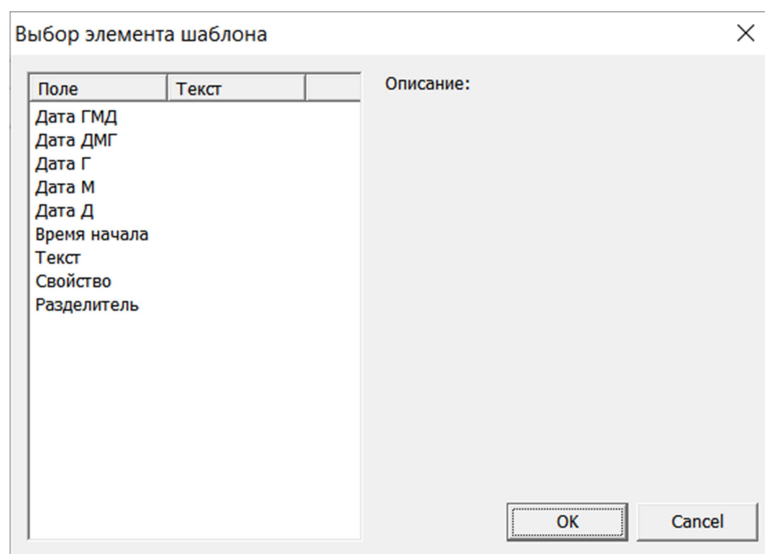 Выбор элемента шаблона
Поле Текст
Описание:
Дата ГМД
Дата ДМГ
Дата Г
Дата М
Дата Д
Время начала
Текст
Свойство
Разделитель
OK Cancel